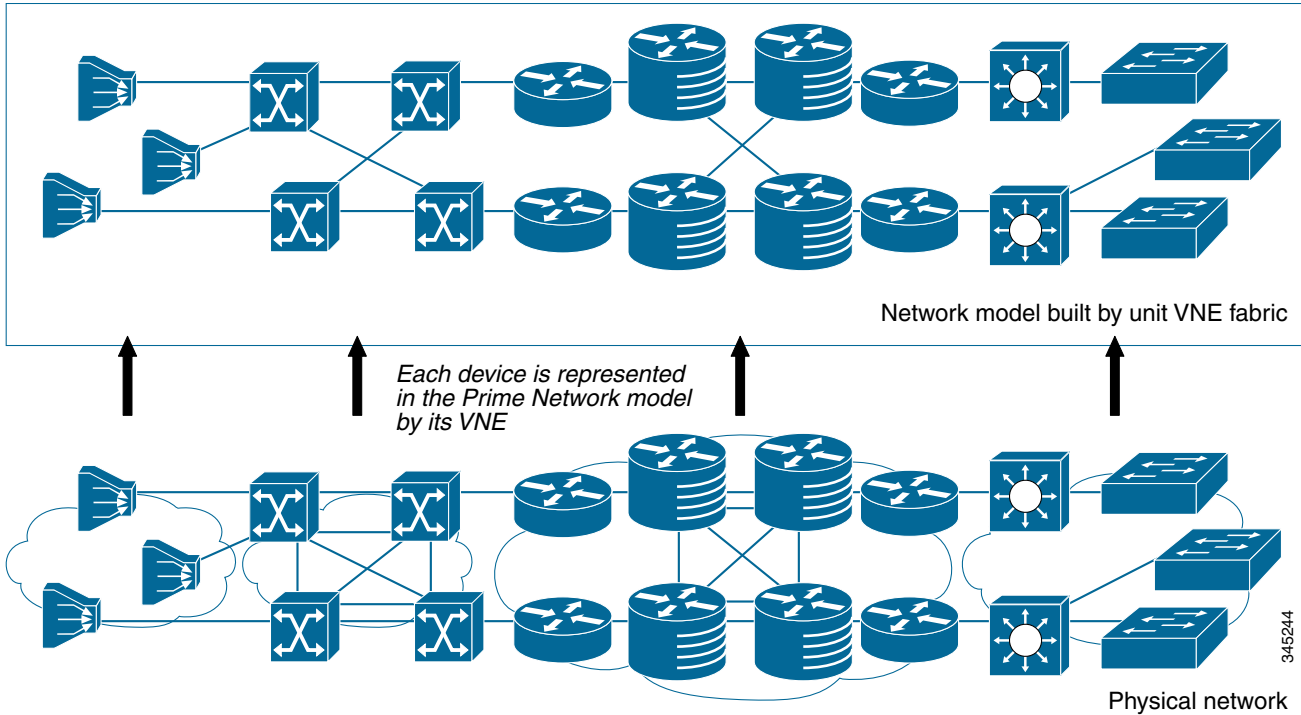 Network model built by unit VNE fabric
Each device is represented
in the Prime Network model
by its VNE
345244
Physical network